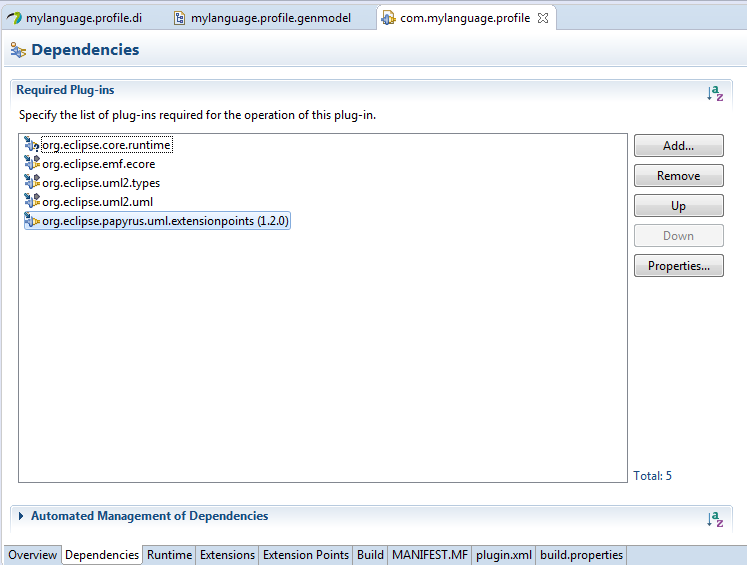 mylanguage.profile.di
mylanguage.profile.genmodel
com.mylanguage.profile
Dependencies
Required Plug-ins
Specify the list of plug-ins required for the operation of this plug-in.
org.eclipse.core.runtime
org.eclipse.emf.ecore
org.eclipse.uml2.types
org.eclipse.uml2.uml
org.eclipse.papyrus.uml.extensionpoints (1.2.0)
Add...
Remove
Up
Down
Properties...
Total: 5
Automated Management of Dependencies
Overview Dependencies Runtime Extensions Extension Points Build MANIFEST.MF plugin.xml build.properties